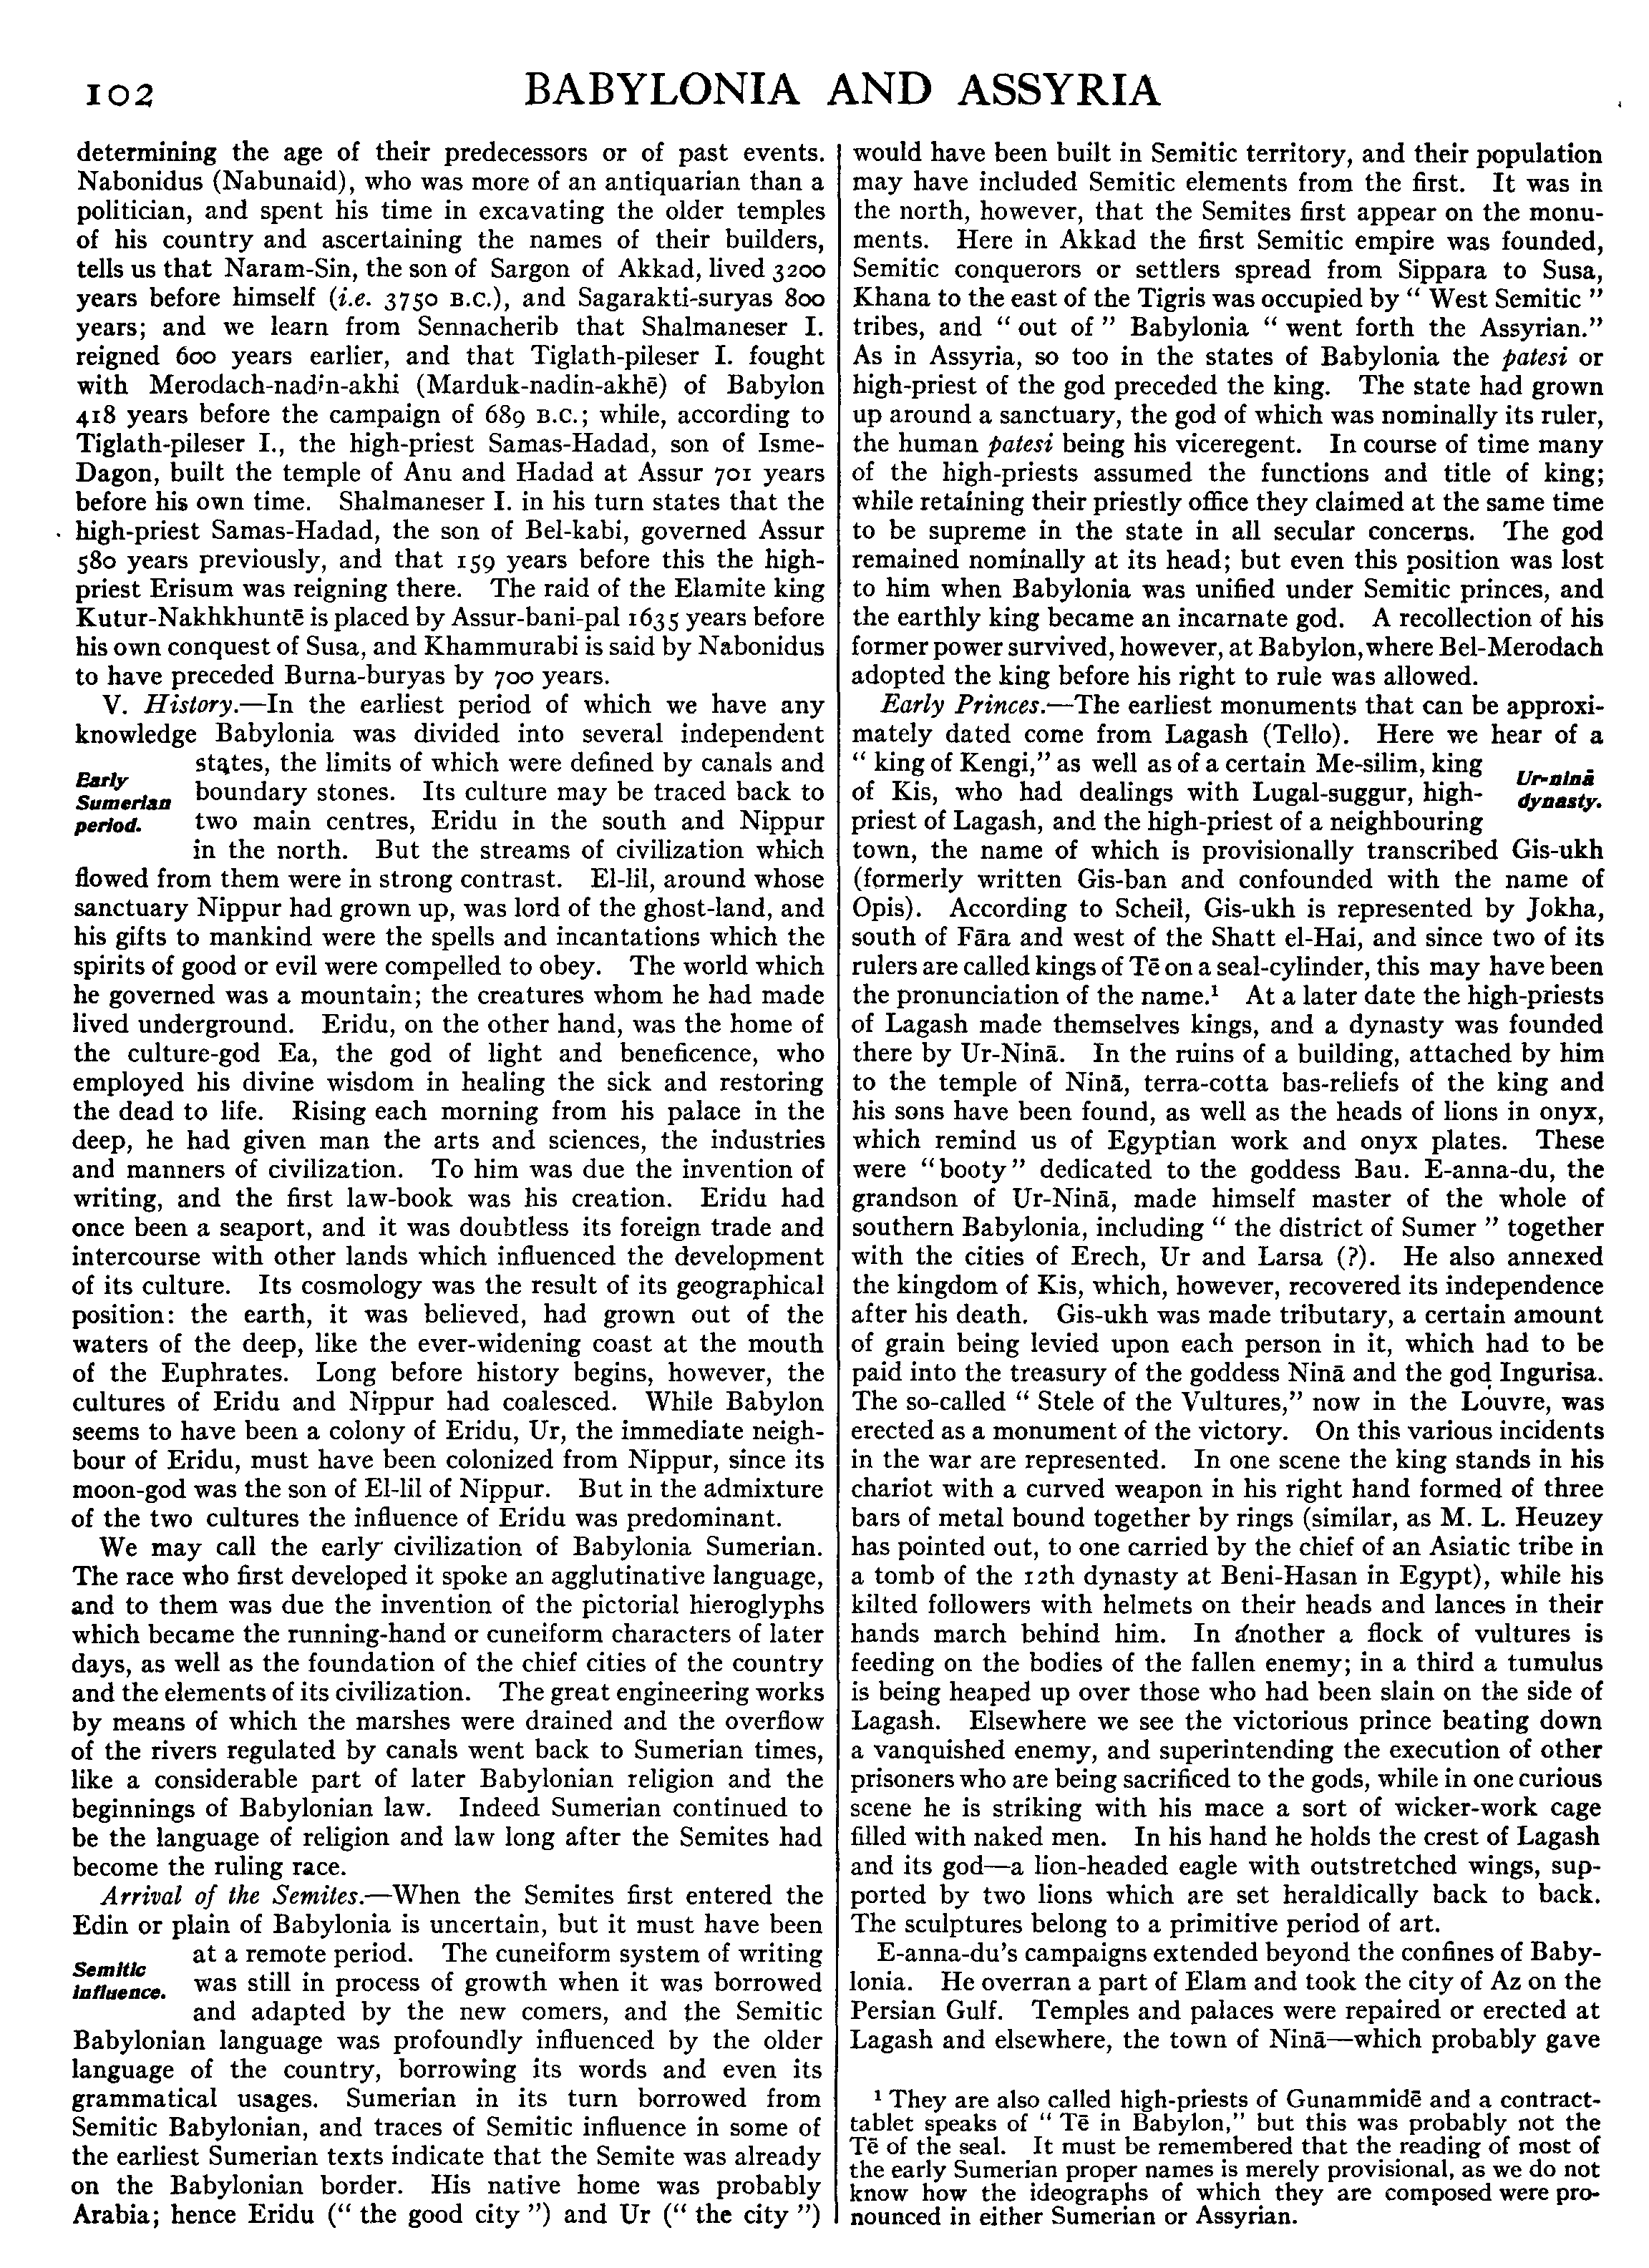 102
BABYLONIA AND ASSYRIA
determining the age of their predecessors or of past events.
Nabonidus (Nabunaid), who was more of an antiquarian than a
politician, and spent his time in excavating the older temples
of his country and ascertaining the names of their builders,
tells us that Naram-Sin, the son of Sargon of Akkad, lived 3200
years before himself (i.e. 3750 B.C.), and Sagarakti-suryas 800
years; and we learn from Sennacherib that Shalmaneser I.
reigned 600 years earlier, and that Tiglath-pileser I. fought
with Merodach-nadin-akhi (Marduk-nadin-akhē) of Babylon
418 years before the campaign of 689 B.C.; while, according to
Tiglath-pileser I., the high-priest Samas-Hadad, son of Isme-
Dagon, built the temple of Anu and Hadad at Assur 701 years
before his own time. Shalmaneser I. in his turn states that the
high-priest Samas-Hadad, the son of Bel-kabi, governed Assur
580 years previously, and that 159 years before this the high-
priest Erisum was reigning there. The raid of the Elamite king
Kutur-Nakhkhuntē is placed by Assur-bani-pal 1635 years before
his own conquest of Susa, and Khammurabi is said by Nabonidus
to have preceded Burna-buryas by 700 years.
V. History.—In the earliest period of which we have any
knowledge Babylonia was divided into several independent
Early
Sumerian
period.
states, the limits of which were defined by canals and
boundary stones. Its culture may be traced back to
two main centres, Eridu in the south and Nippur
in the north. But the streams of civilization which
flowed from them were in strong contrast. El-lil, around whose
sanctuary Nippur had grown up, was lord of the ghost-land, and
his gifts to mankind were the spells and incantations which the
spirits of good or evil were compelled to obey. The world which
he governed was a mountain; the creatures whom he had made
lived underground. Eridu, on the other hand, was the home of
the culture-god Ea, the god of light and beneficence, who
employed his divine wisdom in healing the sick and restoring
the dead to life. Rising each morning from his palace in the
deep, he had given man the arts and sciences, the industries
and manners of civilization. To him was due the invention of
writing, and the first law-book was his creation. Eridu had
once been a seaport, and it was doubtless its foreign trade and
intercourse with other lands which influenced the development
of its culture. Its cosmology was the result of its geographical
position: the earth, it was believed, had grown out of the
waters of the deep, like the ever-widening coast at the mouth
of the Euphrates. Long before history begins, however, the
cultures of Eridu and Nippur had coalesced. While Babylon
seems to have been a colony of Eridu, Ur, the immediate neigh-
bour of Eridu, must have been colonized from Nippur, since its
moon-god was the son of El-lil of Nippur. But in the admixture
of the two cultures the influence of Eridu was predominant.
We may call the early civilization of Babylonia Sumerian.
The race who first developed it spoke an agglutinative language,
and to them was due the invention of the pictorial hieroglyphs
which became the running-hand or cuneiform characters of later
days, as well as the foundation of the chief cities of the country
and the elements of its civilization. The great engineering works
by means of which the marshes were drained and the overflow
of the rivers regulated by canals went back to Sumerian times,
like a considerable part of later Babylonian religion and the
beginnings of Babylonian law. Indeed Sumerian continued to
be the language of religion and law long after the Semites had
become the ruling race.
Arrival of the Semites.—When the Semites first entered the
Edin or plain of Babylonia is uncertain, but it must have been
Semitic
influence.
at a remote period. The cuneiform system of writing
was still in process of growth when it was borrowed
and adapted by the new comers, and the Semitic
Babylonian language was profoundly influenced by the older
language of the country, borrowing its words and even its
grammatical usages. Sumerian in its turn borrowed from
Semitic Babylonian, and traces of Semitic influence in some of
the earliest Sumerian texts indicate that the Semite was already
on the Babylonian border. His native home was probably
Arabia; hence Eridu (“ the good city ”) and Ur (“ the city ”)
would have been built in Semitic territory, and their population
may have included Semitic elements from the first. It was in
the north, however, that the Semites first appear on the monu-
ments. Here in Akkad the first Semitic empire was founded,
Semitic conquerors or settlers spread from Sippara to Susa,
Khana to the east of the Tigris was occupied by “ West Semitic ”
tribes, and “ out of ” Babylonia “ went forth the Assyrian.”
As in Assyria, so too in the states of Babylonia the patesi or
high-priest of the god preceded the king. The state had grown
up around a sanctuary, the god of which was nominally its ruler,
the human patesi being his viceregent. In course of time many
of the high-priests assumed the functions and title of king;
while retaining their priestly office they claimed at the same time
to be supreme in the state in all secular concerns. The god
remained nominally at its head; but even this position was lost
to him when Babylonia was unified under Semitic princes, and
the earthly king became an incarnate god. A recollection of his
former power survived, however, at Babylon, where Bel-Merodach
adopted the king before his right to rule was allowed.
Early Princes.—The earliest monuments that can be approxi-
mately dated come from Lagash (Tello). Here we hear of a
“ king of Kengi,” as well as of a certain Me-silim, king
of Kis, who had dealings with Lugal-suggur, high-
priest of Lagash, and the high-priest of a neighbouring
Ur-ninā
dynasty.
town, the name of which is provisionally transcribed Gis-ukh
(formerly written Gis-ban and confounded with the name of
Opis). According to Scheil, Gis-ukh is represented by Jokha,
south of Fāra and west of the Shatt el-Hai, and since two of its
rulers are called kings of Tē on a seal-cylinder, this may have been
the pronunciation of the name.¹ At a later date the high-priests
of Lagash made themselves kings, and a dynasty was founded
there by Ur-Ninā. In the ruins of a building, attached by him
to the temple of Ninā, terra-cotta bas-reliefs of the king and
his sons have been found, as well as the heads of lions in onyx,
which remind us of Egyptian work and onyx plates. These
were “booty” dedicated to the goddess Bau. E-anna-du, the
grandson of Ur-Ninā, made himself master of the whole of
southern Babylonia, including “ the district of Sumer ” together
with the cities of Erech, Ur and Larsa (?). He also annexed
the kingdom of Kis, which, however, recovered its independence
after his death. Gis-ukh was made tributary, a certain amount
of grain being levied upon each person in it, which had to be
paid into the treasury of the goddess Ninā and the god Ingurisa.
The so-called “ Stele of the Vultures,” now in the Louvre, was
erected as a monument of the victory. On this various incidents
in the war are represented. In one scene the king stands in his
chariot with a curved weapon in his right hand formed of three
bars of metal bound together by rings (similar, as M. L. Heuzey
has pointed out, to one carried by the chief of an Asiatic tribe in
a tomb of the 12th dynasty at Beni-Hasan in Egypt), while his
kilted followers with helmets on their heads and lances in their
hands march behind him. In another a flock of vultures is
feeding on the bodies of the fallen enemy; in a third a tumulus
is being heaped up over those who had been slain on the side of
Lagash. Elsewhere we see the victorious prince beating down
a vanquished enemy, and superintending the execution of other
prisoners who are being sacrificed to the gods, while in one curious
scene he is striking with his mace a sort of wicker-work cage
filled with naked men. In his hand he holds the crest of Lagash
and its god—a lion-headed eagle with outstretched wings, sup-
ported by two lions which are set heraldically back to back.
The sculptures belong to a primitive period of art.
E-anna-du’s campaigns extended beyond the confines of Baby-
lonia. He overran a part of Elam and took the city of Az on the
Persian Gulf. Temples and palaces were repaired or erected at
Lagash and elsewhere, the town of Ninā—which probably gave
¹ They are also called high-priests of Gunammidē and a contract-
tablet speaks of “ Tē in Babylon,” but this was probably not the
Tē of the seal. It must be remembered that the reading of most of
the early Sumerian proper names is merely provisional, as we do not
know how the ideographs of which they are composed were pro-
nounced in either Sumerian or Assyrian.